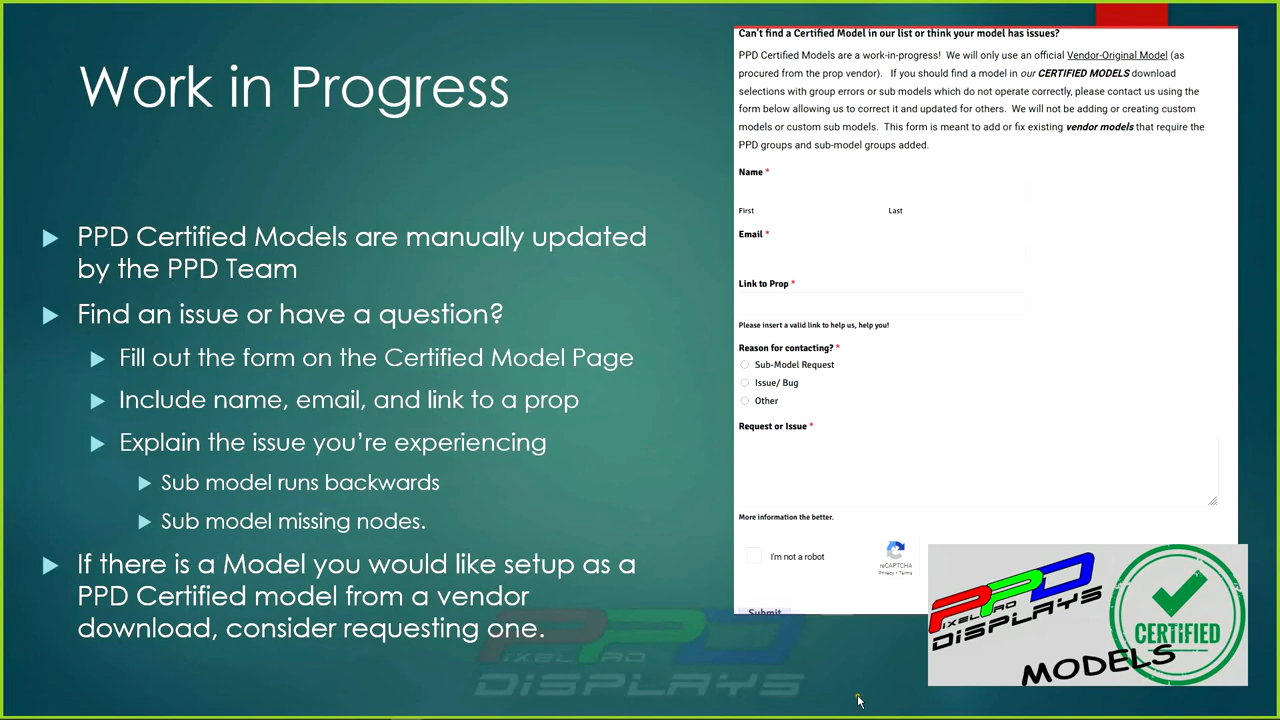 Work in Progress
PPD Certified Models are manually updated
by the PPD Team
Find an issue or have a question?
Fill out the form on the Certified Model Page
Include name, email, and link to a prop
Explain the issue you're experiencing
Sub model runs backwards
Sub model missing nodes.
If there is a Model you would like setup as a
PPD Certified model from a vendor
download, consider requesting one.
PPD
PIXEL PRO
DISPLAYS
Can't find a Certified Model in our list or think your model has issues?
PPD Certified Models are a work-in-progress! We will only use an official Vendor-Original Model (as
procured from the prop vendor). If you should find a model in our CERTIFIED MODELS download
selections with group errors or sub models which do not operate correctly, please contact us using the
form below allowing us to correct it and updated for others. We will not be adding or creating custom
models or custom sub models. This form is meant to add or fix existing vendor models that require the
PPD groups and sub-model groups added.
Name *
First Last
Email *
Link to Prop *
Please insert a valid link to help us, help you!
Reason for contacting? *
Sub-Model Request
Issue/ Bug
Other
Request or Issue *
More information the better.
I'm not a robot
reCAPTCHA
Privacy - Terms
Submit
PPD
PIXEL PRO
DISPLAYS
CERTIFIED
MODELS